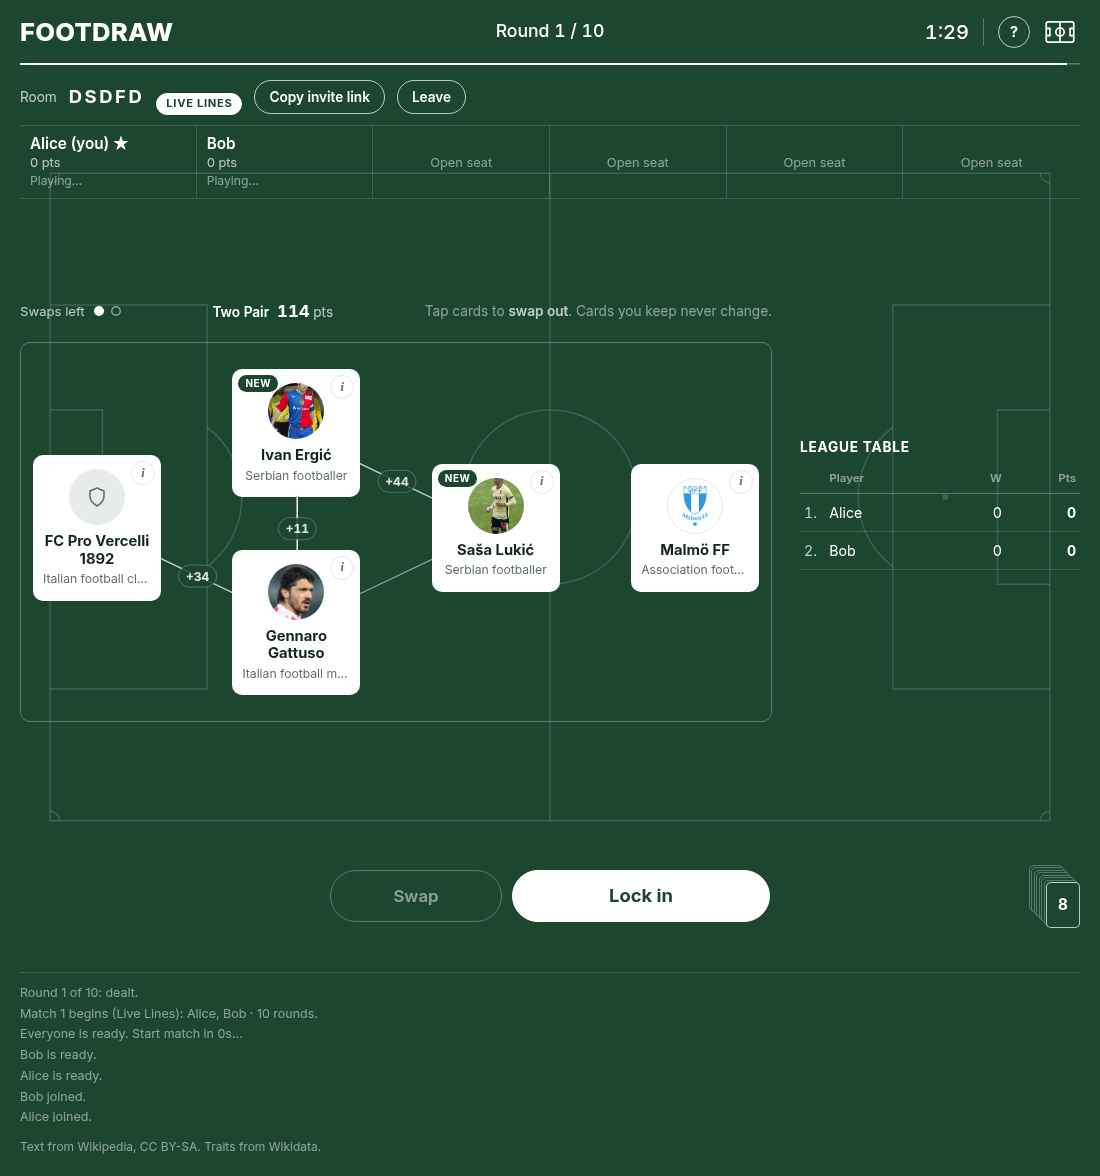 FOOTDRAW
Round 1 / 10
1:29
?
Room DSDFD LIVE LINES Copy invite link Leave
Alice (you) ★
0 pts
Playing...
Bob
0 pts
Playing...
Open seat
Open seat
Open seat
Open seat
Swaps left
Two Pair 114 pts
Tap cards to swap out. Cards you keep never change.
NEW
i
Ivan Ergić
Serbian footballer
+44
NEW
i
Saša Lukić
Serbian footballer
i
Malmö FF
Association foot...
i
FC Pro Vercelli
1892
Italian football cl...
+11
+34
i
Gennaro
Gattuso
Italian football m...
LEAGUE TABLE
Player W Pts
1. Alice 0 0
2. Bob 0 0
Swap
Lock in
8
Round 1 of 10: dealt.
Match 1 begins (Live Lines): Alice, Bob · 10 rounds.
Everyone is ready. Start match in 0s...
Bob is ready.
Alice is ready.
Bob joined.
Alice joined.
Text from Wikipedia, CC BY-SA. Traits from Wikidata.